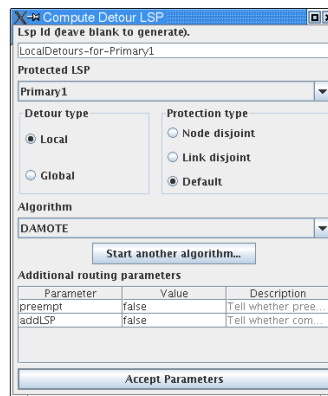 Compute Detour LSP
Lsp Id (leave blank to generate).
LocalDetours-for-Primary1
Protected LSP
Primary1
Detour type
Protection type
Local
Node disjoint
Link disjoint
Global
Default
Algorithm
DAMOTE
Start another algorithm...
Additional routing parameters
Parameter Value Description
preempt false Tell whether pree...
addLSP false Tell whether com...
Accept Parameters